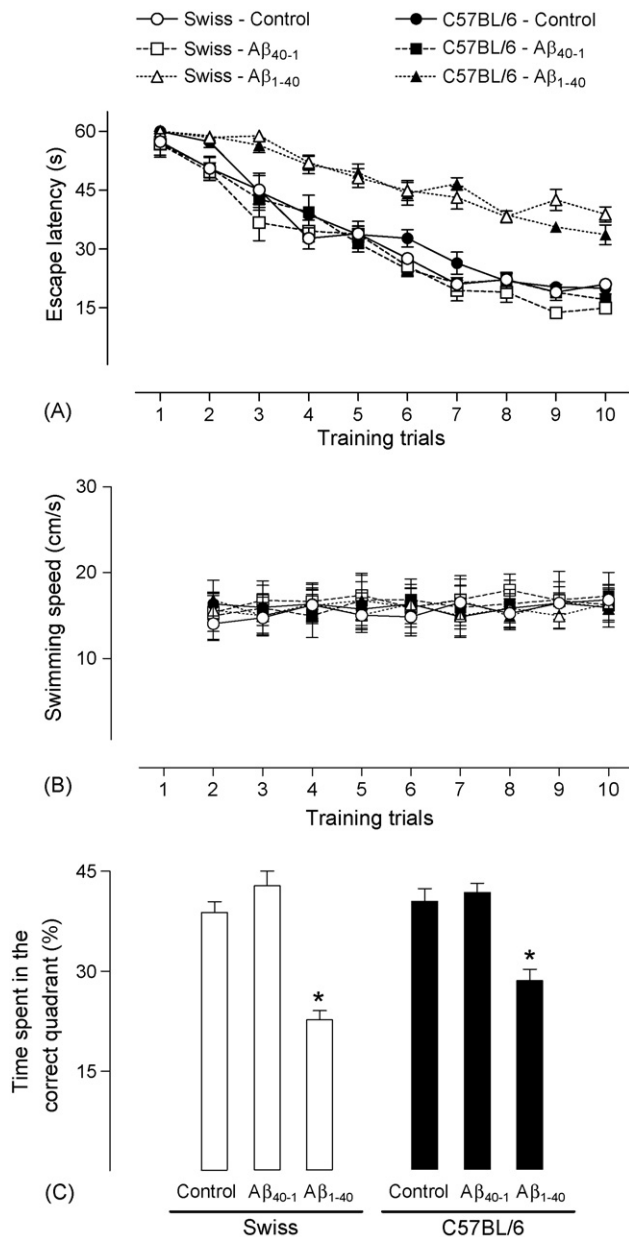 Swiss - Control
C57BL/6 - Control
Swiss - Aβ40-1
C57BL/6 - Aβ40-1
Swiss - Aβ1-40
C57BL/6 - Aβ1-40
60
45
30
15
Escape latency (s)
(A)
1 2 3 4 5 6 7 8 9 10
Training trials
30
20
10
Swimming speed (cm/s)
(B)
1 2 3 4 5 6 7 8 9 10
Training trials
45
30
15
Time spent in the
correct quadrant (%)
*
*
(C)
Control Aβ40-1 Aβ1-40 Control Aβ40-1 Aβ1-40
Swiss C57BL/6